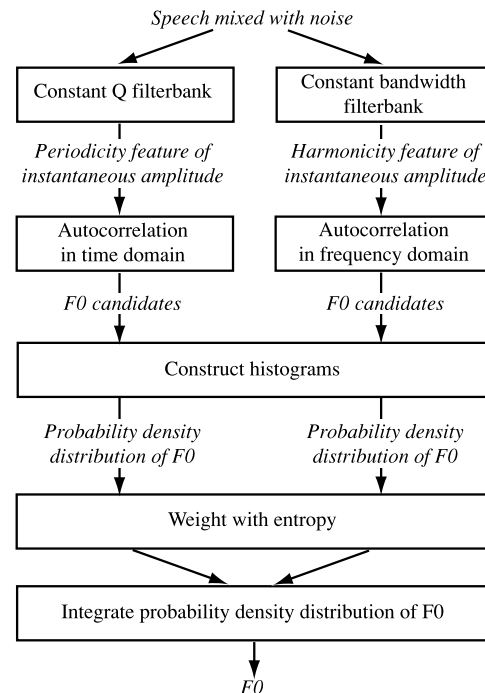 Speech mixed with noise
Constant Q filterbank
Constant bandwidth
filterbank
Periodicity feature of
instantaneous amplitude
Harmonicity feature of
instantaneous amplitude
Autocorrelation
in time domain
Autocorrelation
in frequency domain
F0 candidates
F0 candidates
Construct histograms
Probability density
distribution of F0
Probability density
distribution of F0
Weight with entropy
Integrate probability density distribution of F0
F0